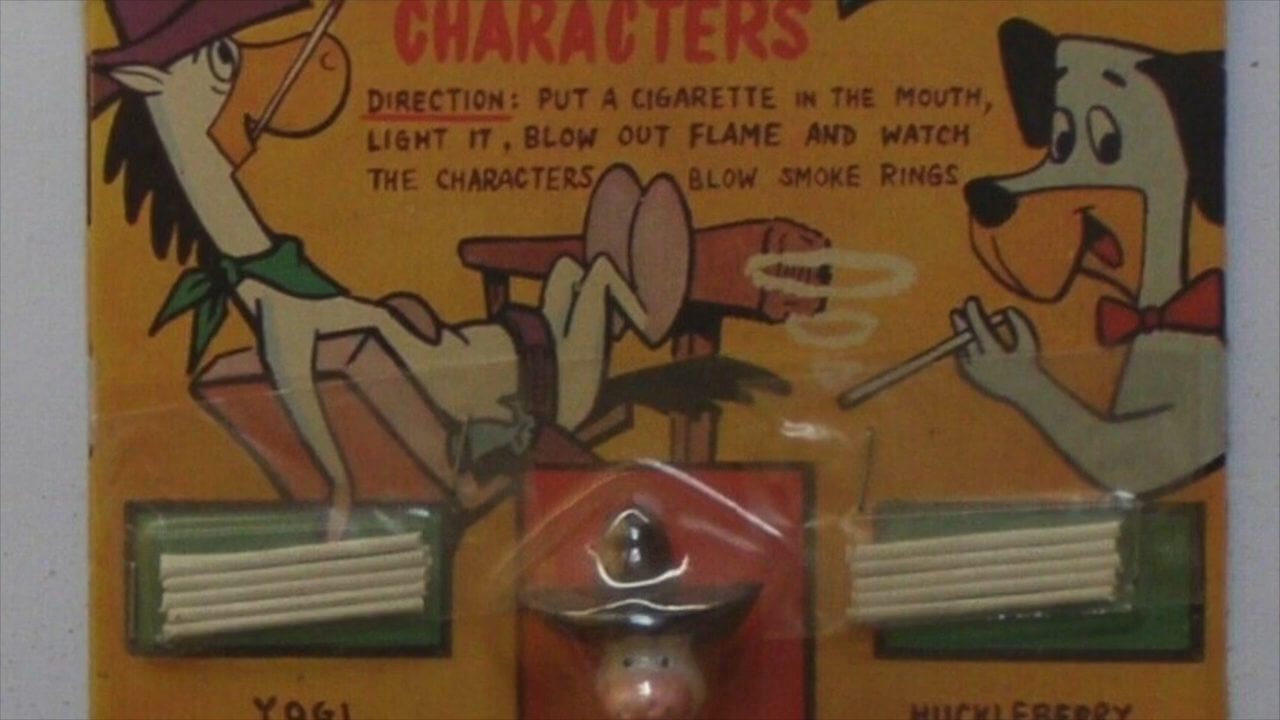 CHARACTERS
DIRECTION: PUT A CIGARETTE IN THE MOUTH,
LIGHT IT, BLOW OUT FLAME AND WATCH
THE CHARACTERS BLOW SMOKE RINGS
YOGI
HUCKLEBERRY